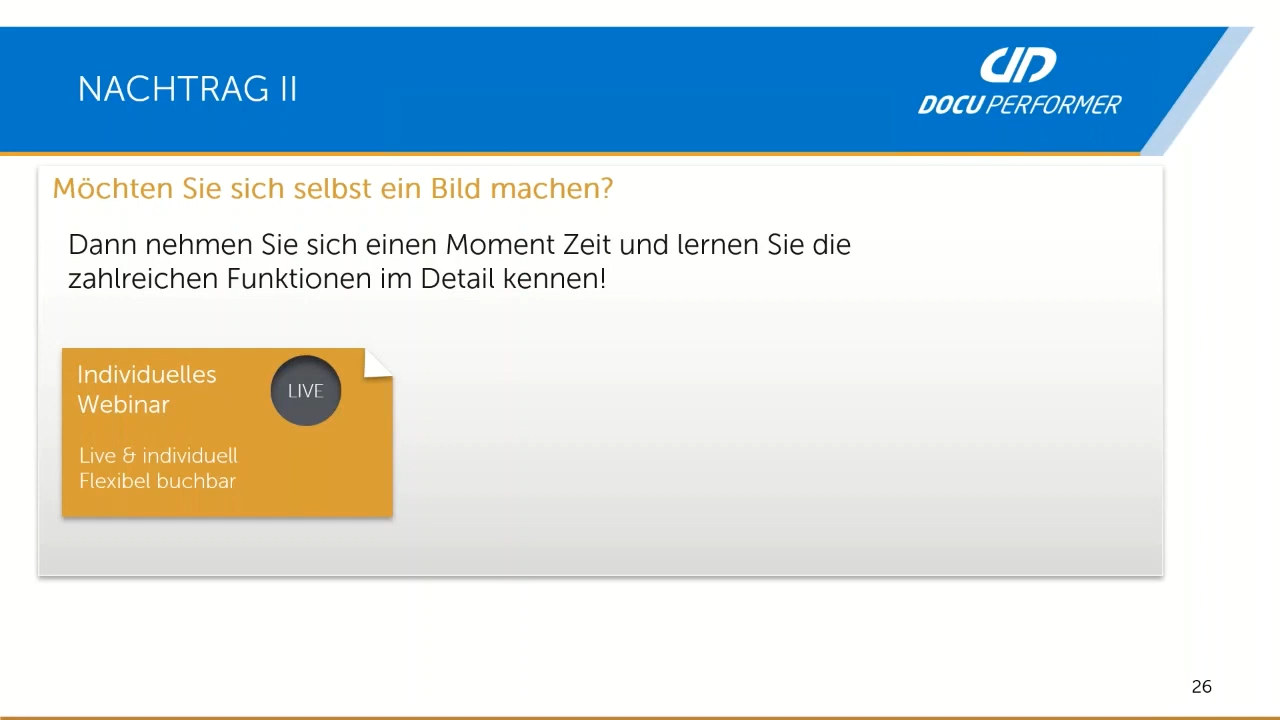 NACHTRAG II
DOCU PERFORMER
Möchten Sie sich selbst ein Bild machen?
Dann nehmen Sie sich einen Moment Zeit und lernen Sie die
zahlreichen Funktionen im Detail kennen!
Individuelles
Webinar
LIVE
Live & individuell
Flexibel buchbar
26